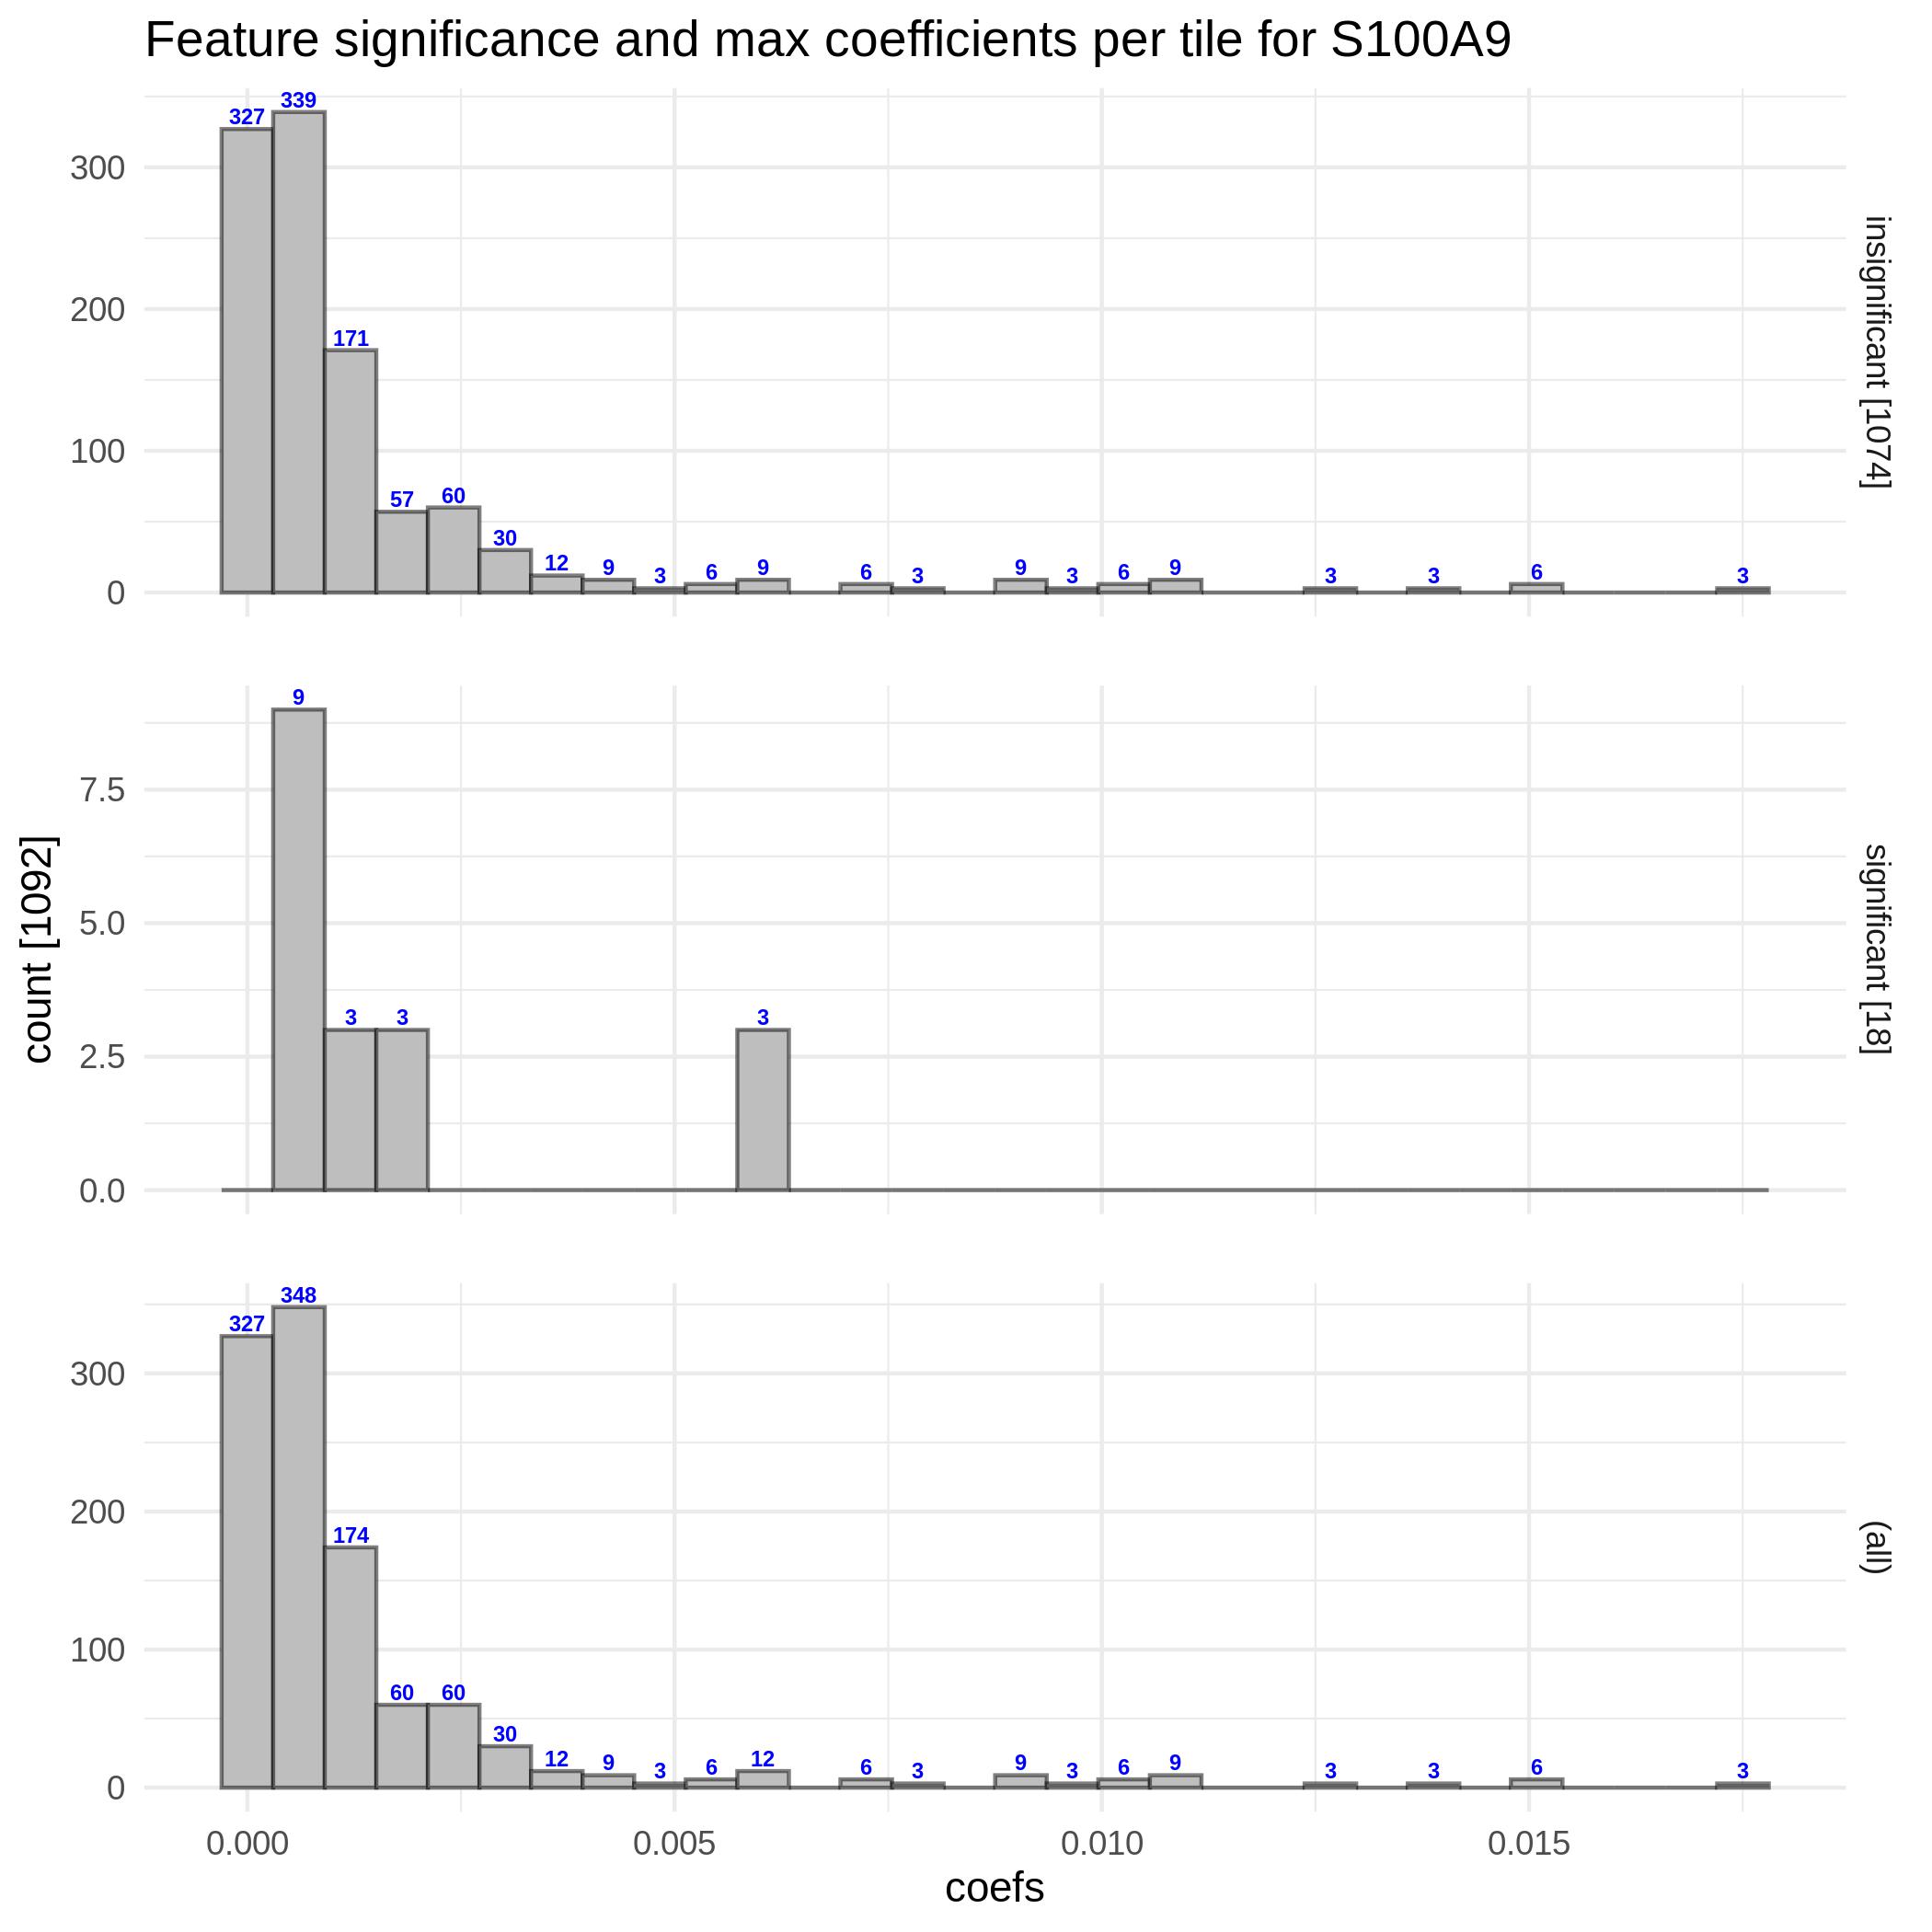 Feature significance and max coefficients per tile for S100A9
327 339 171 57 60 30 12 9 3 6 9 6 3 9 3 6 9 3 3 6 3
300
200
100
0
insignificant [1074]
9 3 3 3
7.5
5.0
2.5
0.0
significant [18]
count [1092]
327 348 174 60 60 30 12 9 3 6 12 6 3 9 3 6 9 3 3 6 3
300
200
100
0
(all)
0.000 0.005 0.010 0.015
coefs